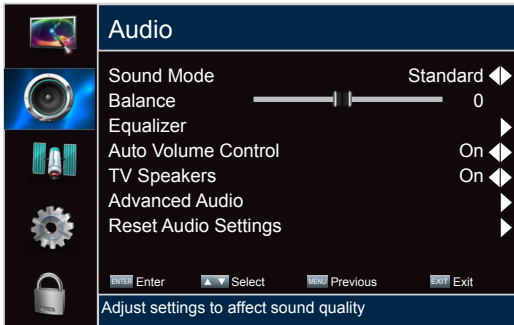 Audio
Sound Mode Standard
Balance 0
Equalizer
Auto Volume Control On
TV Speakers On
Advanced Audio
Reset Audio Settings
ENTER Enter Select MENU Previous EXIT Exit
Adjust settings to affect sound quality